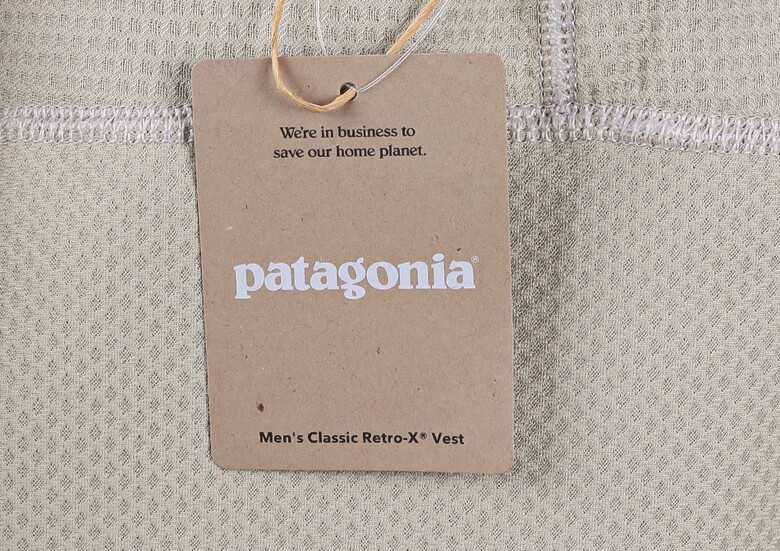 We're in business to
save our home planet.
patagonia®
Men's Classic Retro-X® Vest